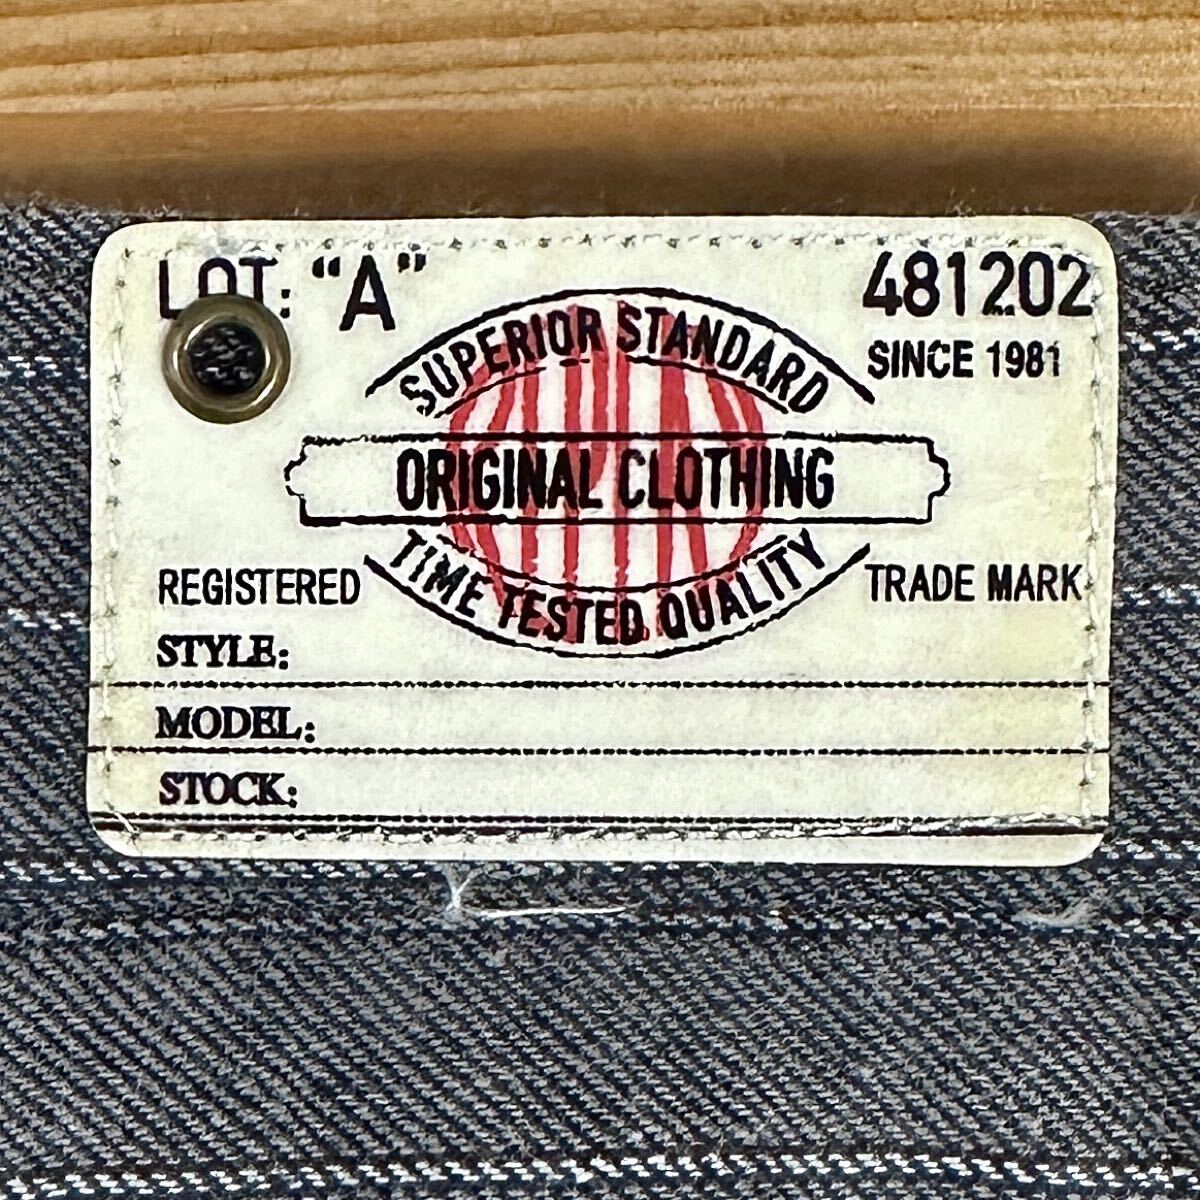 LOT: “A”
481202
SINCE 1981
SUPERIOR STANDARD
ORIGINAL CLOTHING
TIME TESTED QUALITY
REGISTERED
TRADE MARK
STYLE:
MODEL:
STOCK: